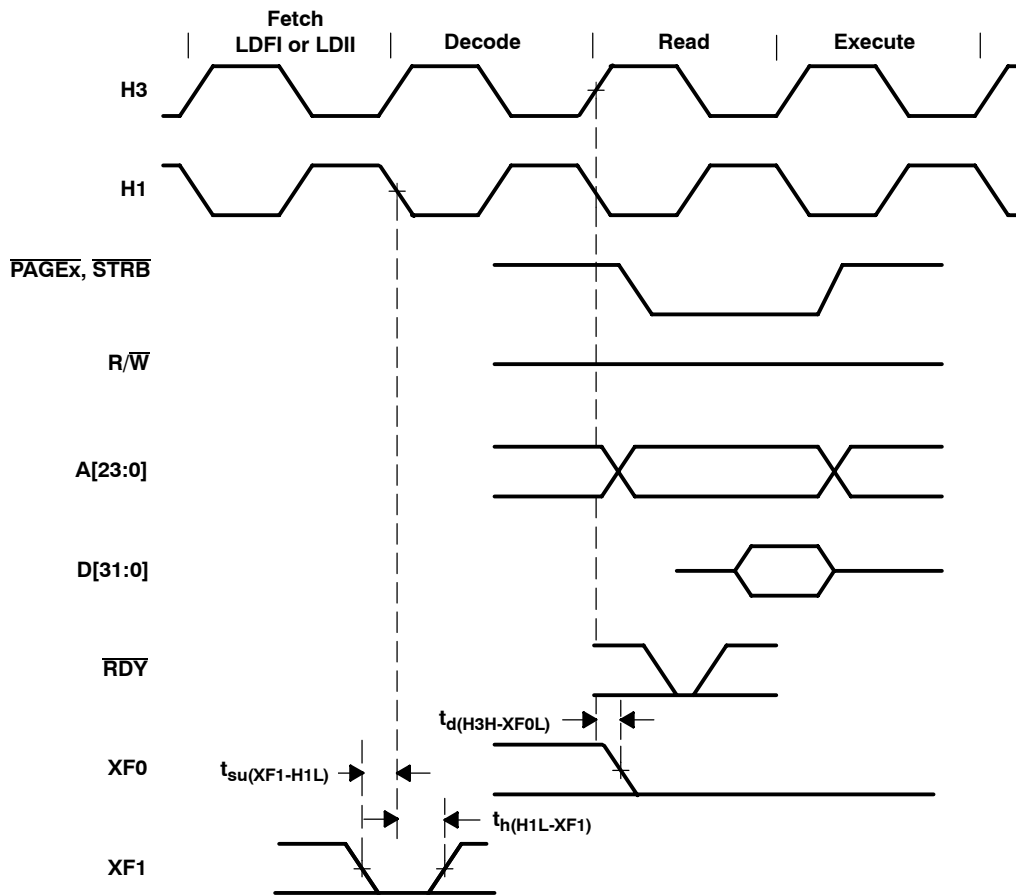 Fetch
LDFI or LDII
Decode
Read
Execute
H3
H1
PAGEx, STRB
R/W
A[23:0]
D[31:0]
RDY
td(H3H-XF0L)
XF0
tsu(XF1-H1L)
th(H1L-XF1)
XF1